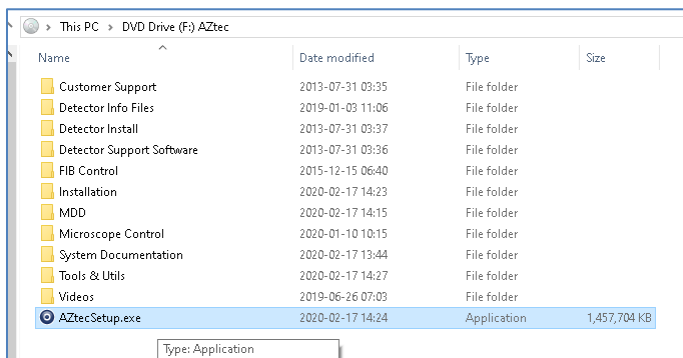 This PC > DVD Drive (F:) AZtec
Name Date modified Type Size
Customer Support 2013-07-31 03:35 File folder
Detector Info Files 2019-01-03 11:06 File folder
Detector Install 2013-07-31 03:37 File folder
Detector Support Software 2013-07-31 03:36 File folder
FIB Control 2015-12-15 06:40 File folder
Installation 2020-02-17 14:23 File folder
MDD 2020-02-17 14:15 File folder
Microscope Control 2020-01-10 10:15 File folder
System Documentation 2020-02-17 13:44 File folder
Tools & Utils 2020-02-17 14:27 File folder
Videos 2019-06-26 07:03 File folder
AZtecSetup.exe 2020-02-17 14:24 Application 1,457,704 KB
Type: Application